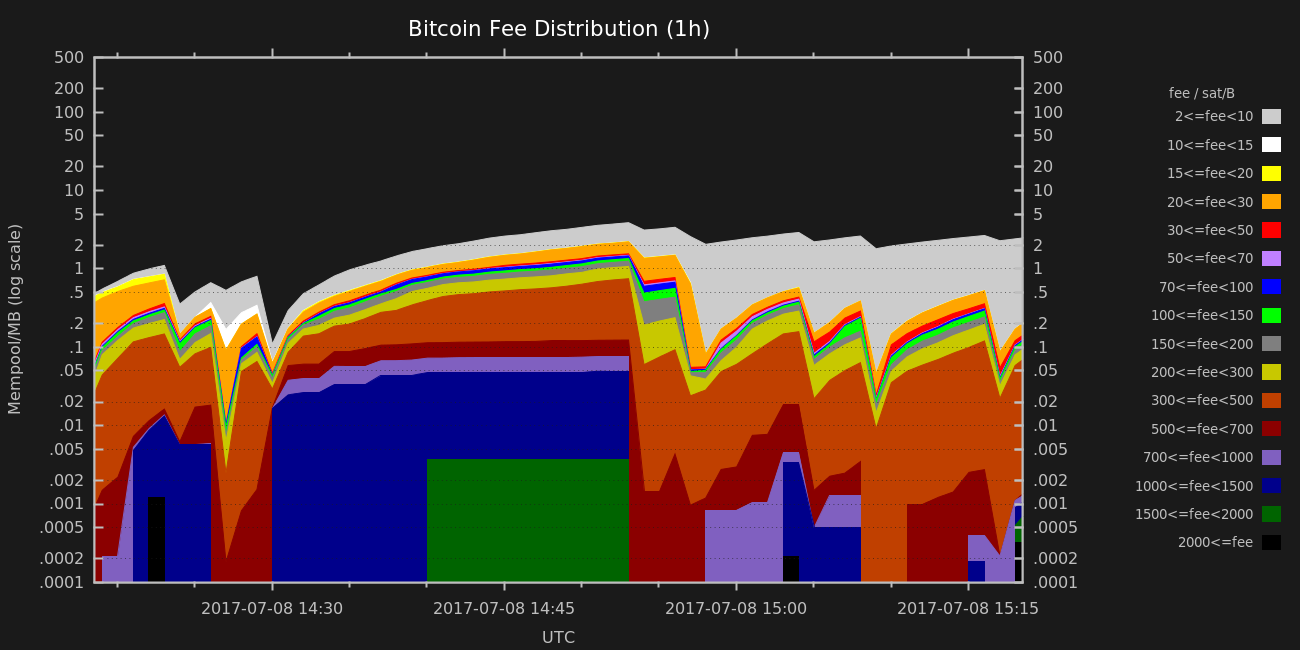 Bitcoin Fee Distribution (1h)
Mempool/MB (log scale)
500
200
100
50
20
10
5
2
1
.5
.2
.1
.05
.02
.01
.005
.002
.001
.0005
.0002
.0001
500
200
100
50
20
10
5
2
1
.5
.2
.1
.05
.02
.01
.005
.002
.001
.0005
.0002
.0001
2017-07-08 14:30
2017-07-08 14:45
2017-07-08 15:00
2017-07-08 15:15
UTC
fee / sat/B
2<=fee<10
10<=fee<15
15<=fee<20
20<=fee<30
30<=fee<50
50<=fee<70
70<=fee<100
100<=fee<150
150<=fee<200
200<=fee<300
300<=fee<500
500<=fee<700
700<=fee<1000
1000<=fee<1500
1500<=fee<2000
2000<=fee